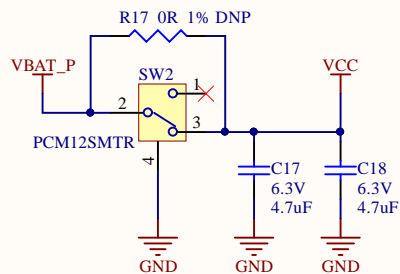 R17 0R 1% DNP
VBAT_P
SW2
VCC
1
2
3
PCM12SMTR
4
C17
6.3V
4.7uF
C18
6.3V
4.7uF
GND
GND
GND